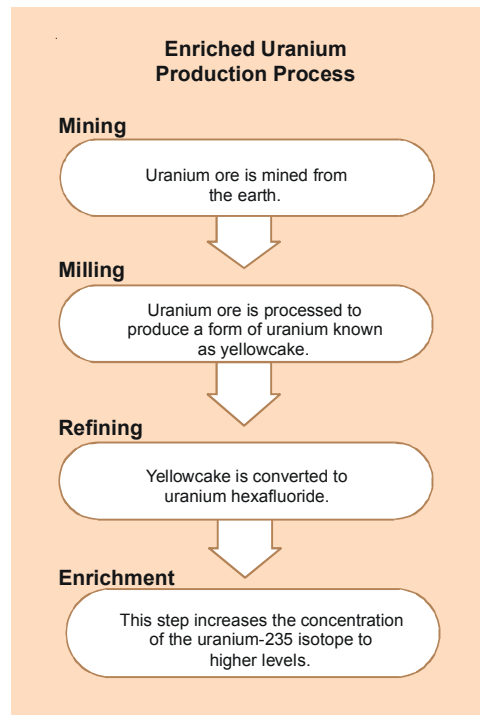 Enriched Uranium
Production Process
Mining
Uranium ore is mined from
the earth.
Milling
Uranium ore is processed to
produce a form of uranium known
as yellowcake.
Refining
Yellowcake is converted to
uranium hexafluoride.
Enrichment
This step increases the concentration
of the uranium-235 isotope to
higher levels.